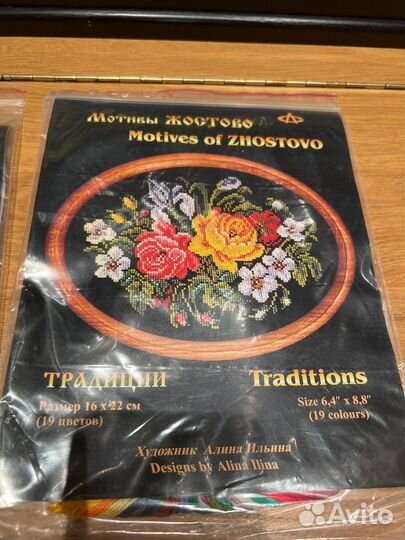 Мотивы ЖОСТОВО
Motives of ZHOSTOVO
ТРАДИЦИИ
Traditions
Размер 16 х 22 см
(19 цветов)
Size 6,4" x 8,8"
(19 colours)
Художник Алина Ильина
Designs by Alina Ilina
Avito